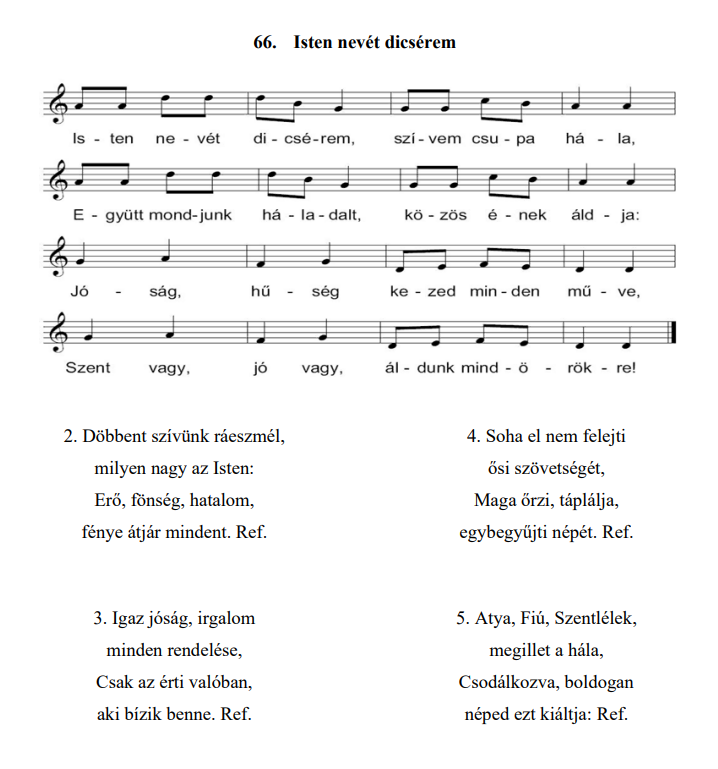 66. Isten nevét dicsérem
Is - ten ne - vét di - csé - rem, szí - vem csu - pa há - la,
E - gyütt mond - junk há - la - dalt, kö - zös é - nek áld - ja:
Jó - ság, hű - ség ke - zed min - den mű - ve,
Szent vagy, jó vagy, ál - dunk mind - ö - rök - re!
2. Döbbent szívünk ráeszmél,
milyen nagy az Isten:
Erő, fönség, hatalom,
fénye átjár mindent. Ref.
3. Igaz jóság, irgalom
minden rendelése,
Csak az érti valóban,
aki bízik benne. Ref.
4. Soha el nem felejti
ősi szövetségét,
Maga őrzi, táplálja,
egybegyűjti népét. Ref.
5. Atya, Fiú, Szentlélek,
megillet a hála,
Csodálkozva, boldogan
néped ezt kiáltja: Ref.